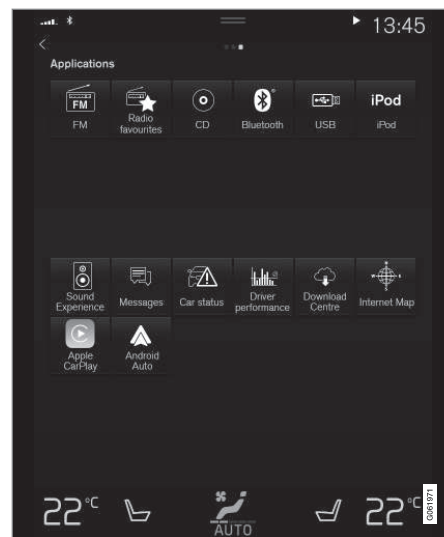 13:45
Applications
FM
FM
Radio
favourites
CD
Bluetooth
USB
iPod
iPod
Sound
Experience
Messages
Car status
Driver
performance
Download
Centre
Internet Map
Apple
CarPlay
Android
Auto
22°C
AUTO
22°C
G061971